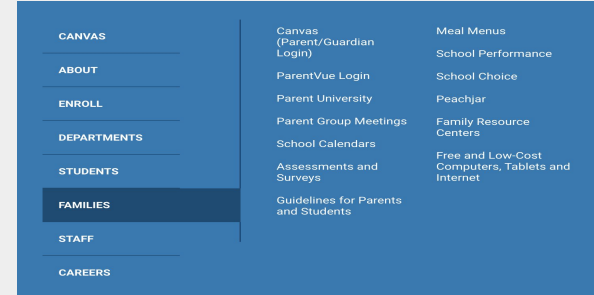 CANVAS
ABOUT
ENROLL
DEPARTMENTS
STUDENTS
FAMILIES
STAFF
CAREERS
Canvas
(Parent/Guardian
Login)
ParentVue Login
Parent University
Parent Group Meetings
School Calendars
Assessments and
Surveys
Guidelines for Parents
and Students
Meal Menus
School Performance
School Choice
Peachjar
Family Resource
Centers
Free and Low-Cost
Computers, Tablets and
Internet